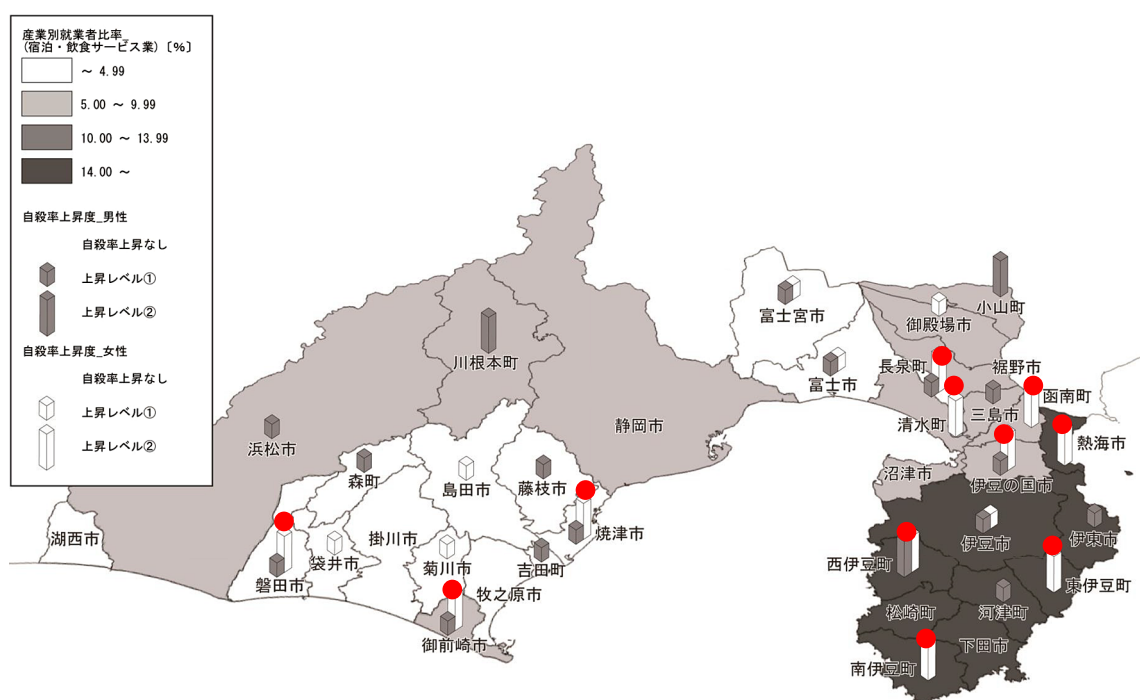 産業別就業者比率_
(宿泊・飲食サービス業) [%]
～ 4.99
5.00 ～ 9.99
10.00 ～ 13.99
14.00 ～
自殺率上昇度_男性
自殺率上昇なし
上昇レベル①
上昇レベル②
自殺率上昇度_女性
自殺率上昇なし
上昇レベル①
上昇レベル②
小山町
富士宮市
御殿場市
川根本町
長泉町
裾野市
富士市
函南町
三島市
静岡市
清水町
熱海市
浜松市
沼津市
森町
島田市
藤枝市
伊豆の国市
湖西市
掛川市
焼津市
伊豆市
伊東市
袋井市
菊川市
吉田町
西伊豆町
磐田市
東伊豆町
牧之原市
松崎町
河津町
御前崎市
下田市
南伊豆町